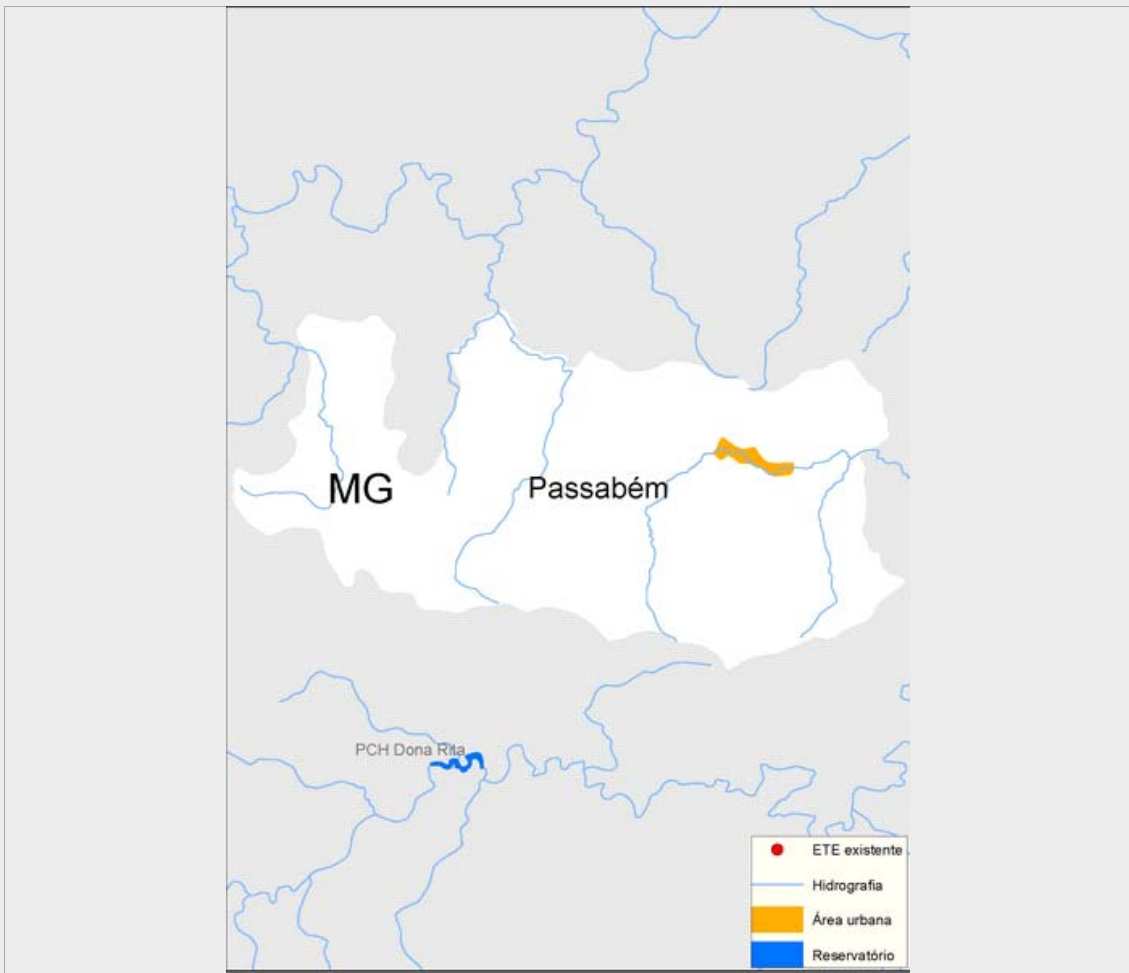 MG
Passabém
PCH Dona Rita
ETE existente
Hidrografia
Área urbana
Reservatório